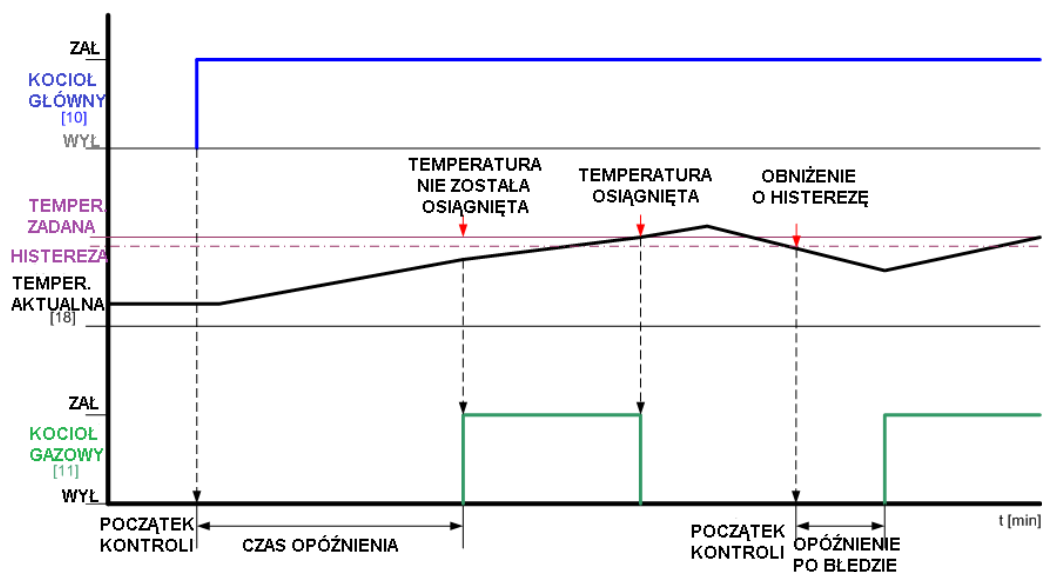 ZAŁ
KOCIOŁ
GŁÓWNY
[10]
WYŁ
TEMPERATURA
NIE ZOSTAŁA
OSIĄGNIĘTA
TEMPERATURA
OSIĄGNIĘTA
OBNIŻENIE
O HISTEREZĘ
TEMPER.
ZADANA
HISTEREZA
TEMPER.
AKTUALNA
[18]
ZAŁ
KOCIOŁ
GAZOWY
[11]
WYŁ
t [min]
POCZĄTEK
KONTROLI
CZAS OPÓŹNIENIA
POCZĄTEK
KONTROLI
OPÓŹNIENIE
PO BŁEDZIE